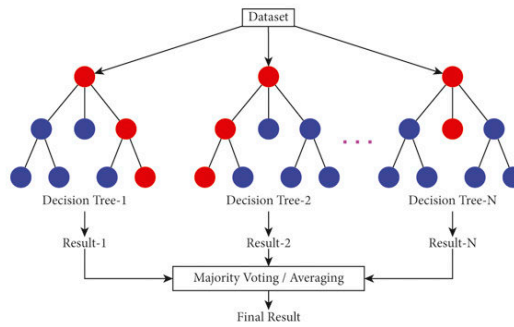 Dataset
Decision Tree-1
Decision Tree-2
Decision Tree-N
Result-1
Result-2
Result-N
Majority Voting / Averaging
Final Result